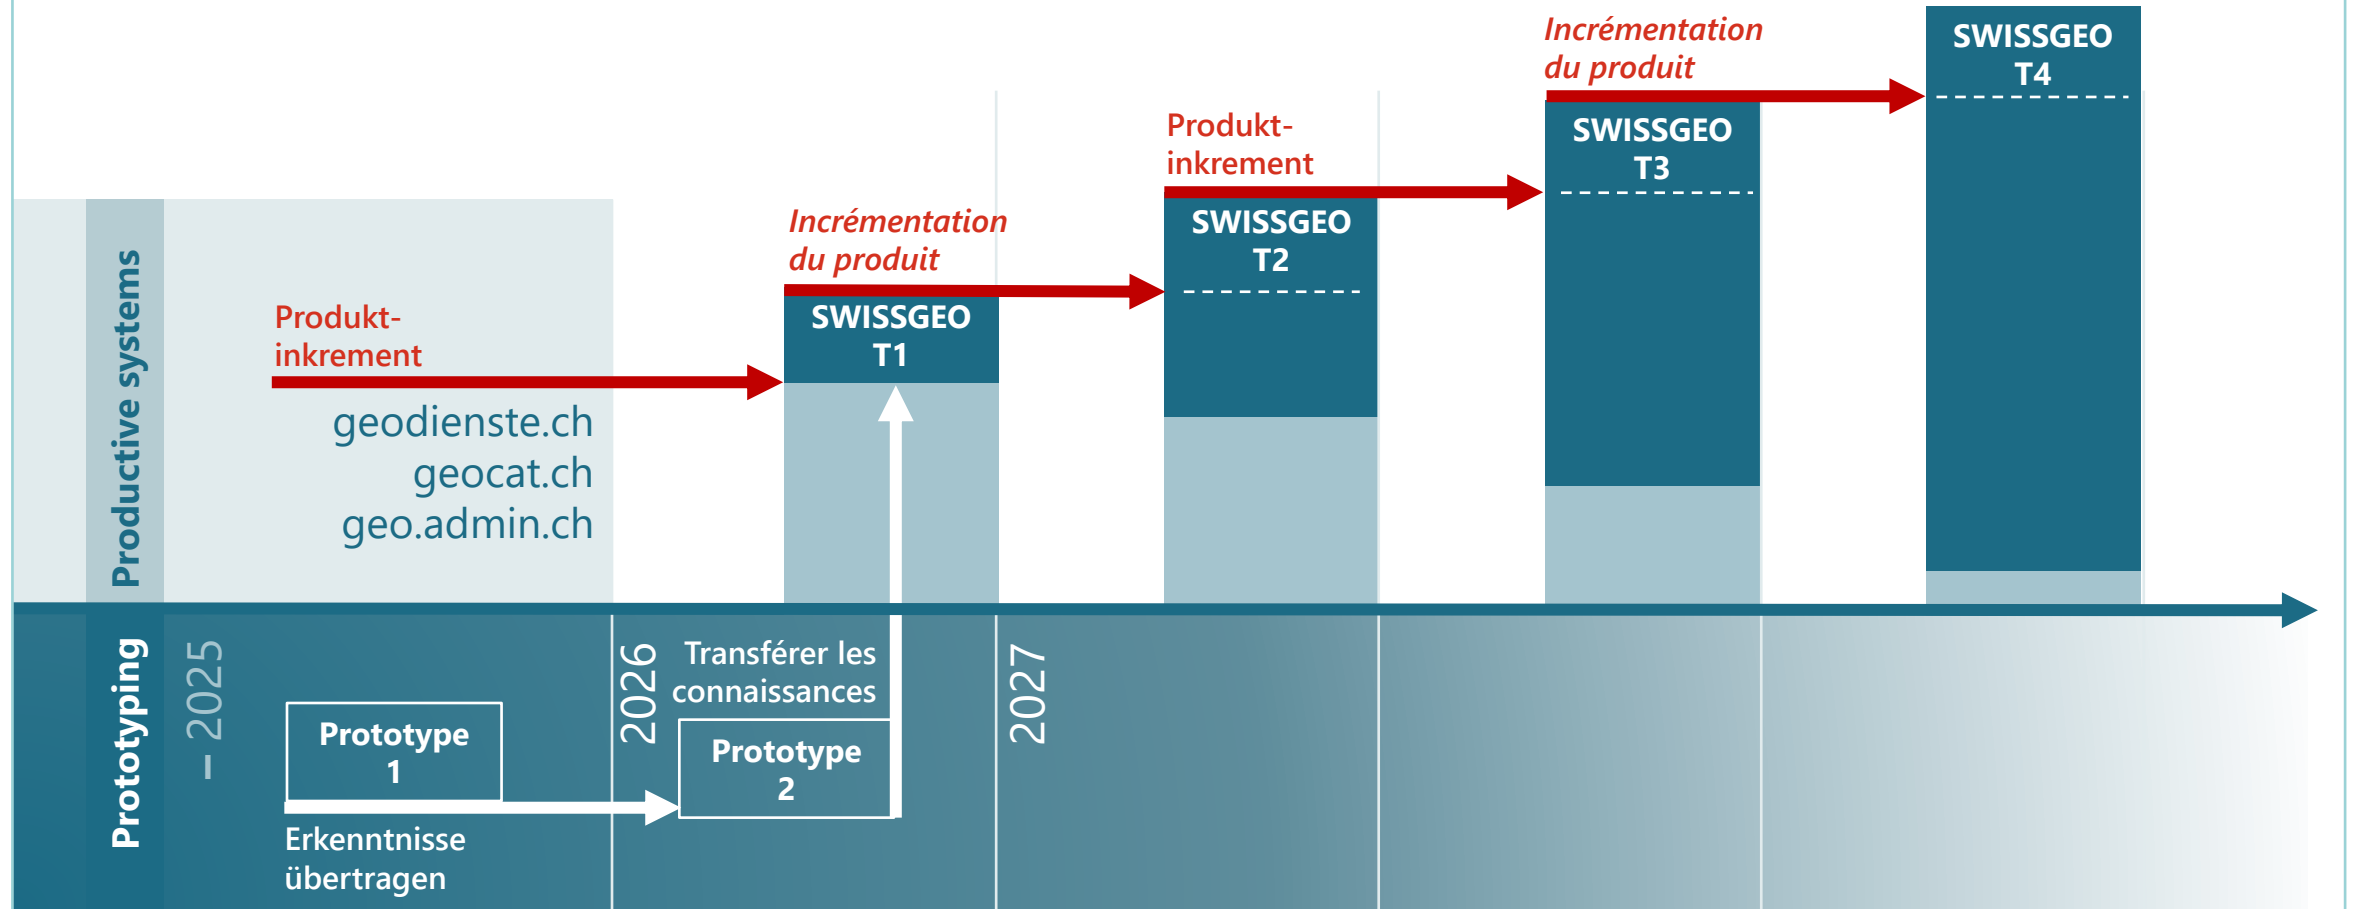 Incrémentation
du produit
SWISSGEO
T4
Produkt-
inkrement
SWISSGEO
T3
Incrémentation
du produit
SWISSGEO
T2
Produkt-
inkrement
SWISSGEO
T1
Productive systems
geodienste.ch
geocat.ch
geo.admin.ch
Prototyping
– 2025
2026
2027
Transférer les
connaissances
Prototype
1
Prototype
2
Erkenntnisse
übertragen